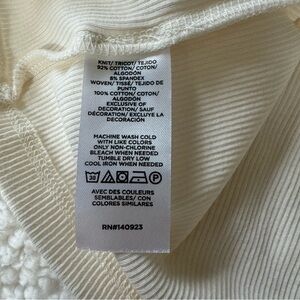 KNIT/ TRICOT/ TEJIDO
92% COTTON/ COTON/
ALGODÓN
8% SPANDEX
WOVEN/ TISSÉ/ TEJIDO DE
PUNTO
100% COTTON/ COTON/
ALGODÓN
EXCLUSIVE OF
DECORATION/ SAUF
DÉCORATION/ EXCLUYE LA
DECORACIÓN
MACHINE WASH COLD
WITH LIKE COLORS
ONLY NON-CHLORINE
BLEACH WHEN NEEDED
TUMBLE DRY LOW
COOL IRON WHEN NEEDED
30 P
AVEC DES COULEURS
SEMBLABLES/ CON
COLORES SIMILARES
RN#140923